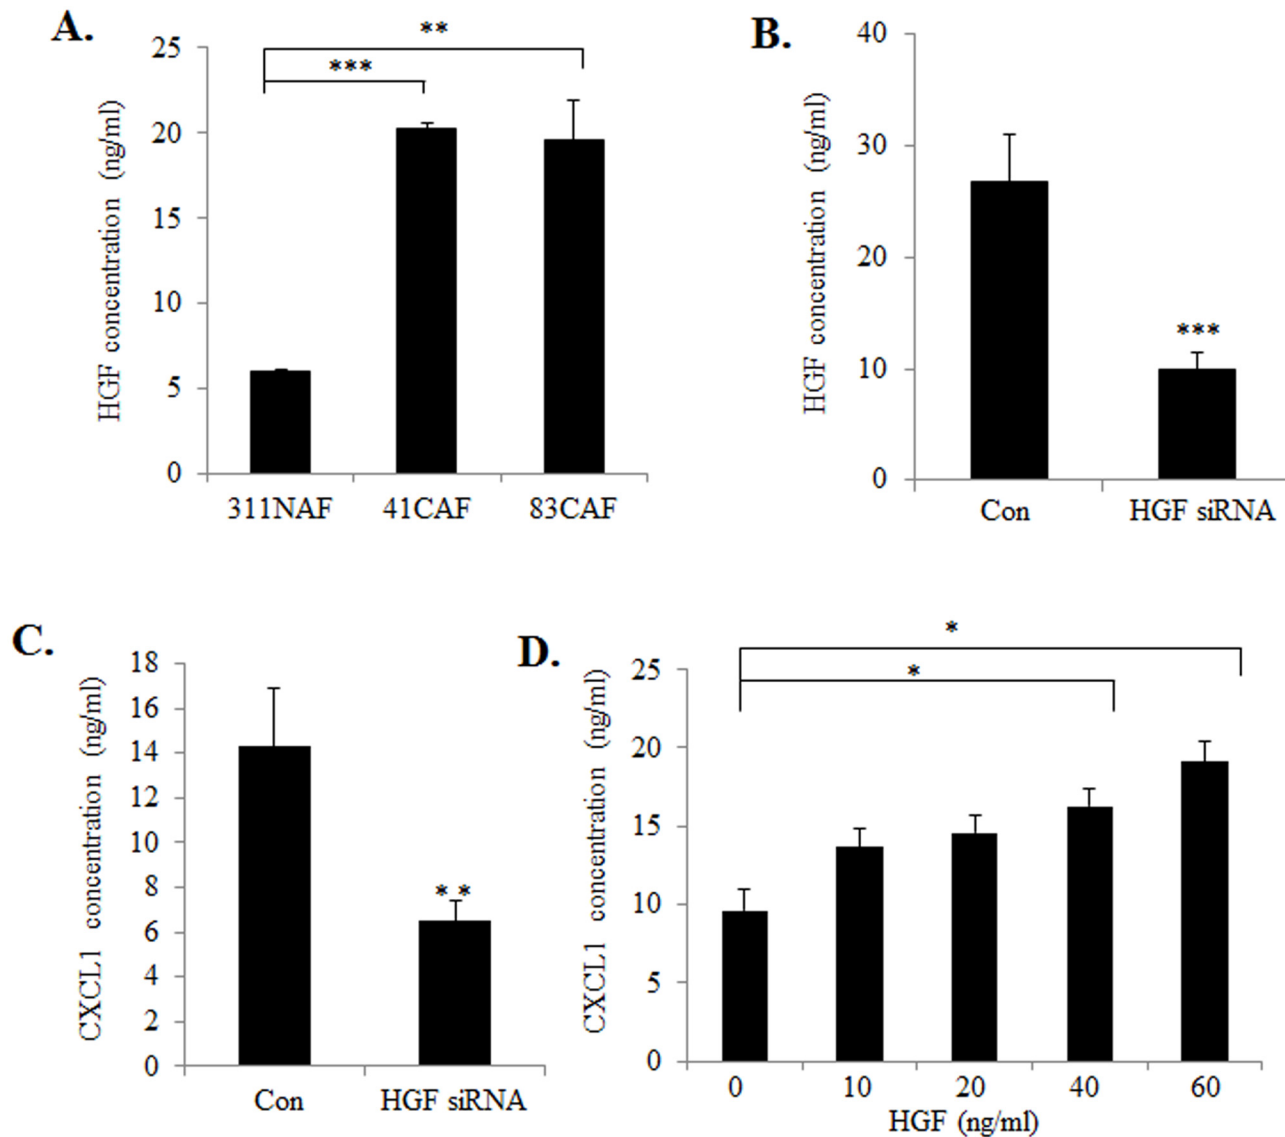 A.
**
***
HGF concentration (ng/ml)
25
20
15
10
5
0
311NAF 41CAF 83CAF
B.
HGF concentration (ng/ml)
40
30
20
10
0
***
Con HGF siRNA
C.
CXCL1 concentration (ng/ml)
18
16
14
12
10
8
6
4
2
0
**
Con HGF siRNA
D.
*
*
CXCL1 concentration (ng/ml)
25
20
15
10
5
0
0 10 20 40 60
HGF (ng/ml)